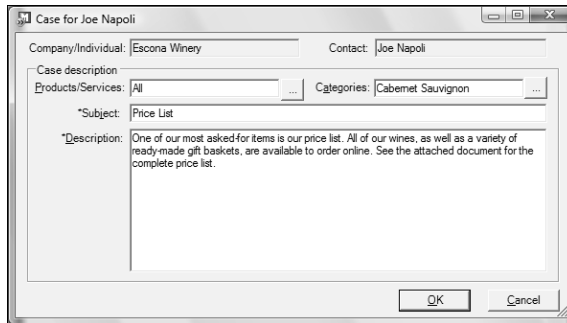 Case for Joe Napoli
Company/Individual: Escona Winery Contact: Joe Napoli
Case description
Products/Services: All ... Categories: Cabernet Sauvignon ...
*Subject: Price List
*Description: One of our most asked-for items is our price list. All of our wines, as well as a variety of
ready-made gift baskets, are available to order online. See the attached document for the
complete price list.
OK Cancel